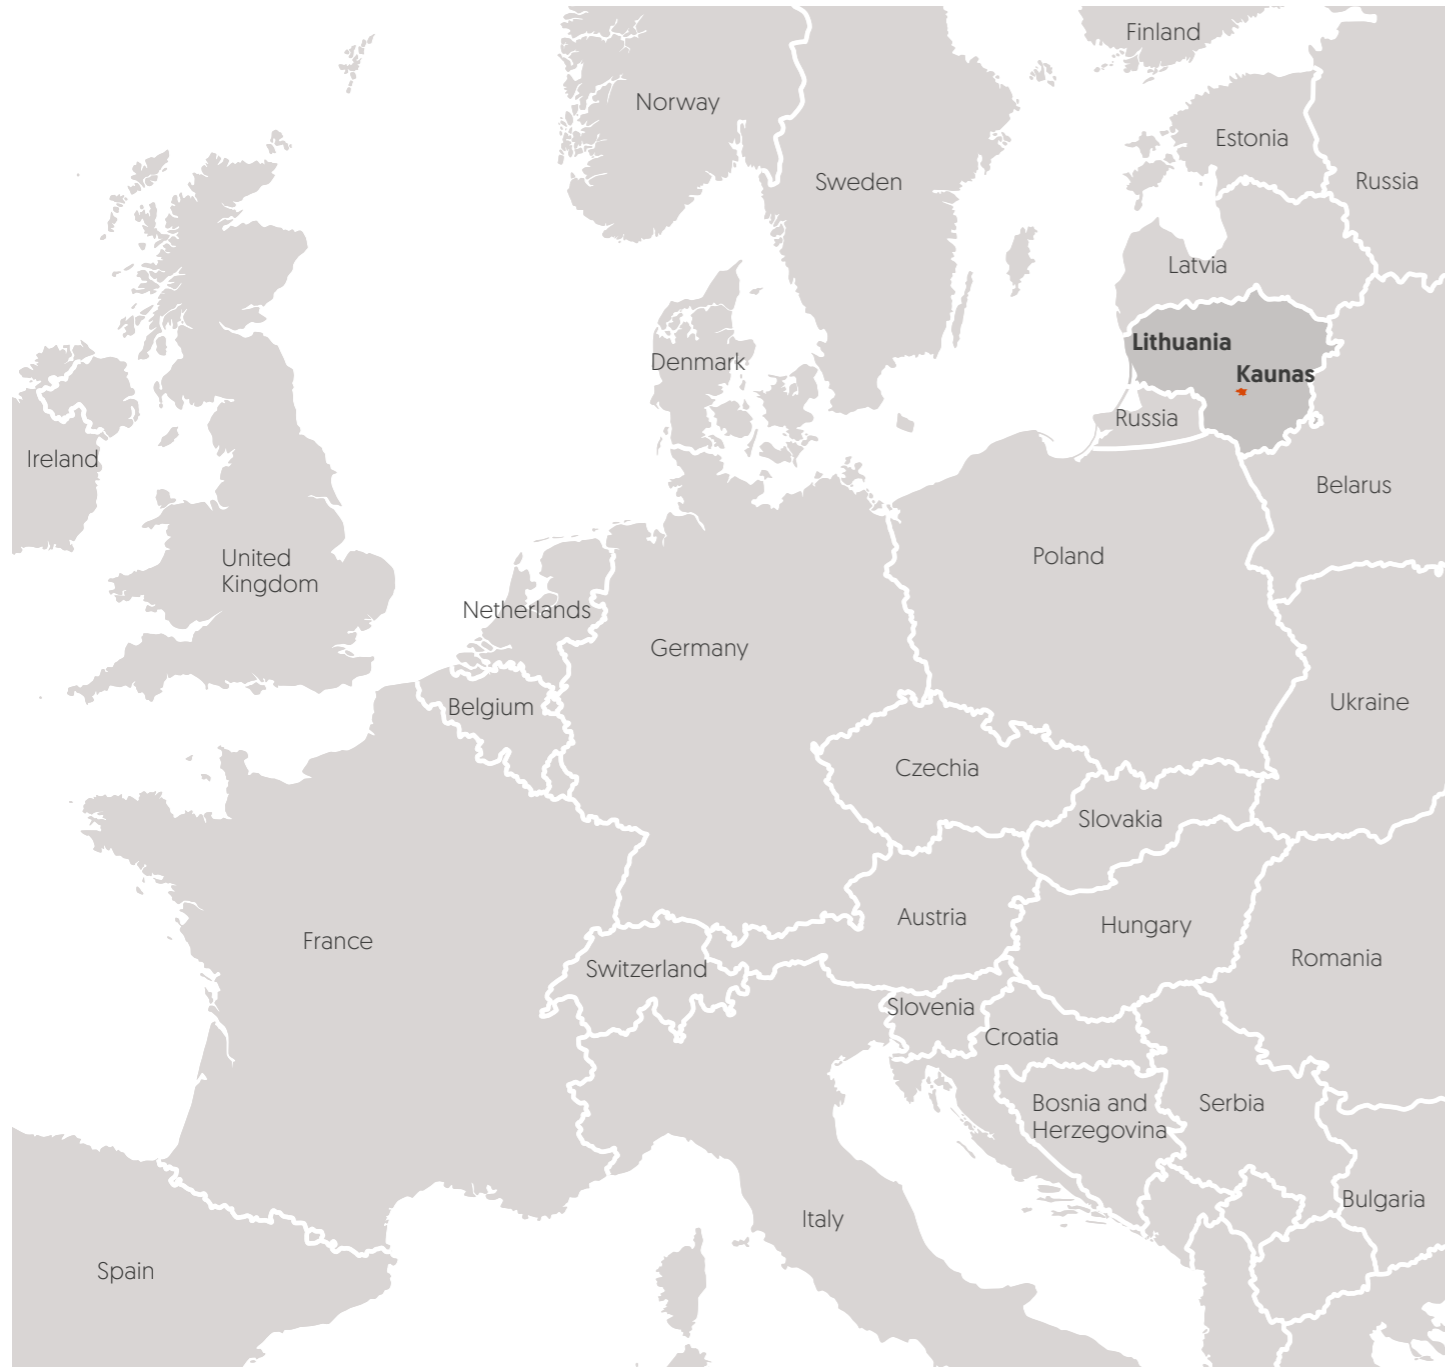 Finland
Norway
Estonia
Sweden
Russia
Latvia
Lithuania
Denmark
Kaunas
Russia
Ireland
Belarus
United
Kingdom
Poland
Netherlands
Germany
Belgium
Ukraine
Czechia
Slovakia
Austria
Hungary
France
Romania
Switzerland
Slovenia
Croatia
Bosnia and
Herzegovina
Serbia
Bulgaria
Italy
Spain